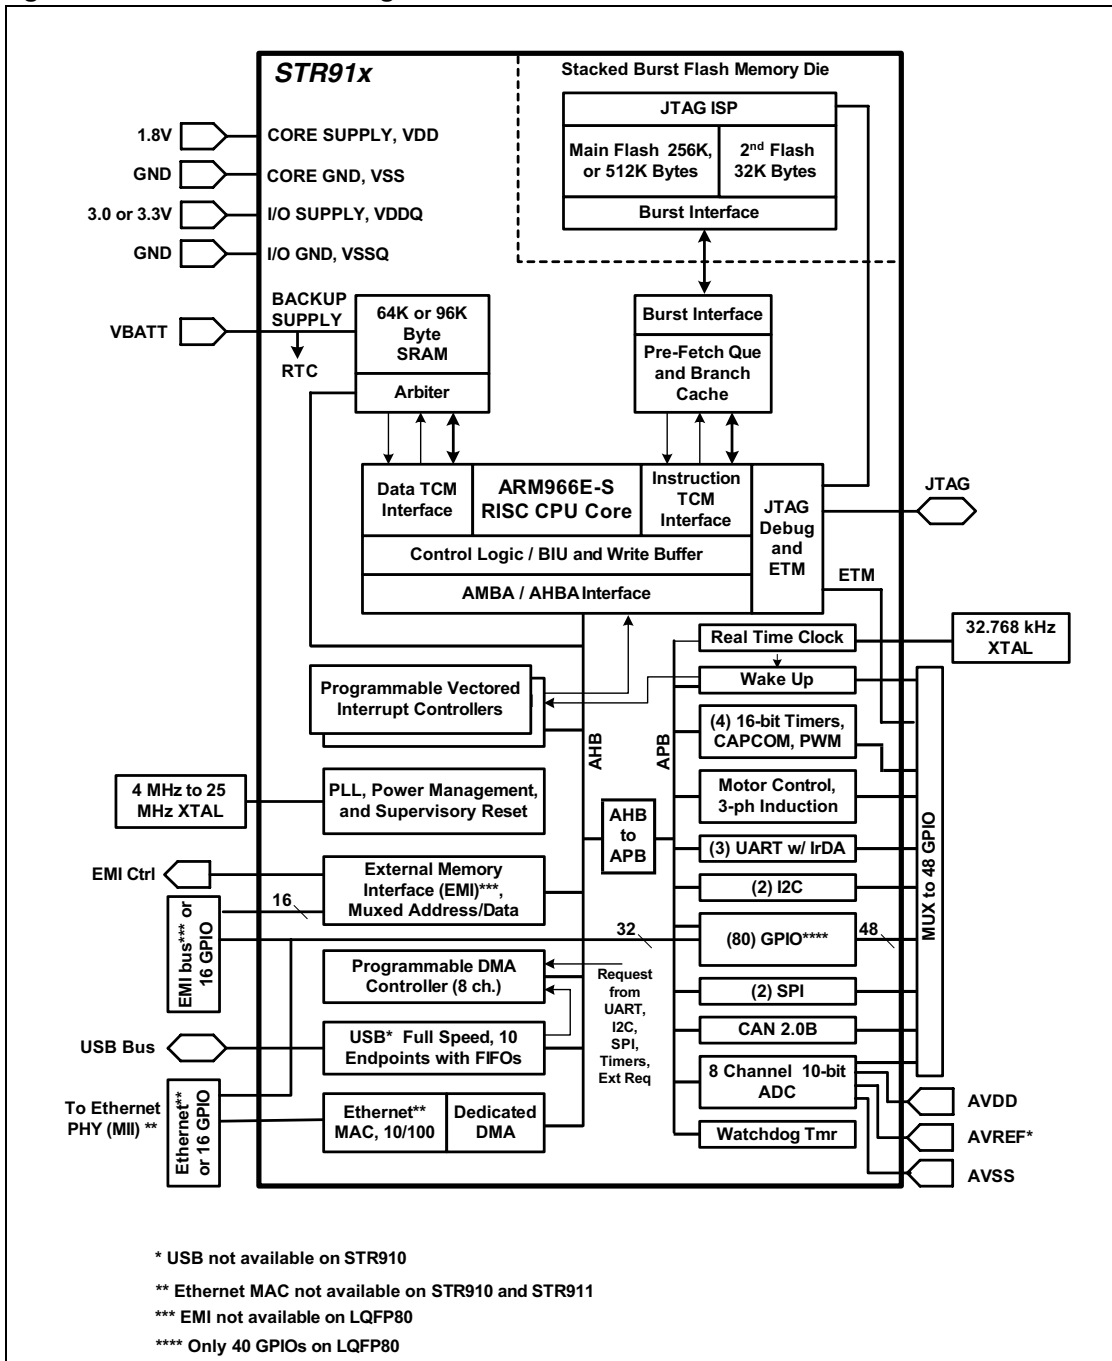 STR91x
Stacked Burst Flash Memory Die
JTAG ISP
Main Flash 256K,
or 512K Bytes
2nd Flash
32K Bytes
Burst Interface
1.8V
CORE SUPPLY, VDD
GND
CORE GND, VSS
3.0 or 3.3V
I/O SUPPLY, VDDQ
GND
I/O GND, VSSQ
BACKUP
SUPPLY
VBATT
RTC
64K or 96K
Byte
SRAM
Arbiter
Burst Interface
Pre-Fetch Que
and Branch
Cache
Data TCM
Interface
ARM966E-S
RISC CPU Core
Instruction
TCM
Interface
JTAG
Debug
and
ETM
JTAG
ETM
Control Logic / BIU and Write Buffer
AMBA / AHBA Interface
Real Time Clock
32.768 kHz
XTAL
Wake Up
Programmable Vectored
Interrupt Controllers
AHB
APB
(4) 16-bit Timers,
CAPCOM, PWM
4 MHz to 25
MHz XTAL
PLL, Power Management,
and Supervisory Reset
Motor Control,
3-ph Induction
AHB
to
APB
(3) UART w/ IrDA
MUX to 48 GPIO
EMI Ctrl
External Memory
Interface (EMI)***,
Muxed Address/Data
(2) I2C
16
EMI bus*** or
16 GPIO
32
(80) GPIO****
48
Programmable DMA
Controller (8 ch.)
Request
from
UART,
I2C,
SPI,
Timers,
Ext Req
(2) SPI
USB Bus
USB* Full Speed, 10
Endpoints with FIFOs
CAN 2.0B
8 Channel 10-bit
ADC
AVDD
To Ethernet
PHY (MII) **
Ethernet**
or 16 GPIO
Ethernet**
MAC, 10/100
Dedicated
DMA
Watchdog Tmr
AVREF*
AVSS
* USB not available on STR910
** Ethernet MAC not available on STR910 and STR911
*** EMI not available on LQFP80
**** Only 40 GPIOs on LQFP80